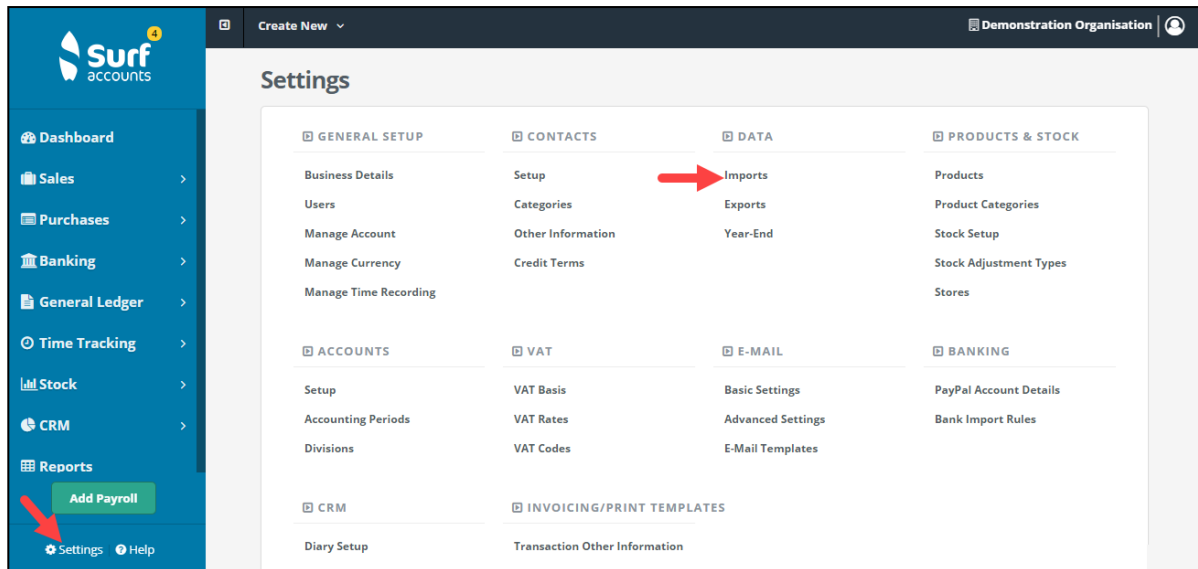 4
Surf
accounts
Create New
Demonstration Organisation
Dashboard
Sales
Purchases
Banking
General Ledger
Time Tracking
Stock
CRM
Reports
Add Payroll
Settings Help
Settings
GENERAL SETUP
Business Details
Users
Manage Account
Manage Currency
Manage Time Recording
CONTACTS
Setup
Categories
Other Information
Credit Terms
DATA
Imports
Exports
Year-End
PRODUCTS & STOCK
Products
Product Categories
Stock Setup
Stock Adjustment Types
Stores
ACCOUNTS
Setup
Accounting Periods
Divisions
VAT
VAT Basis
VAT Rates
VAT Codes
E-MAIL
Basic Settings
Advanced Settings
E-Mail Templates
BANKING
PayPal Account Details
Bank Import Rules
CRM
Diary Setup
INVOICING/PRINT TEMPLATES
Transaction Other Information